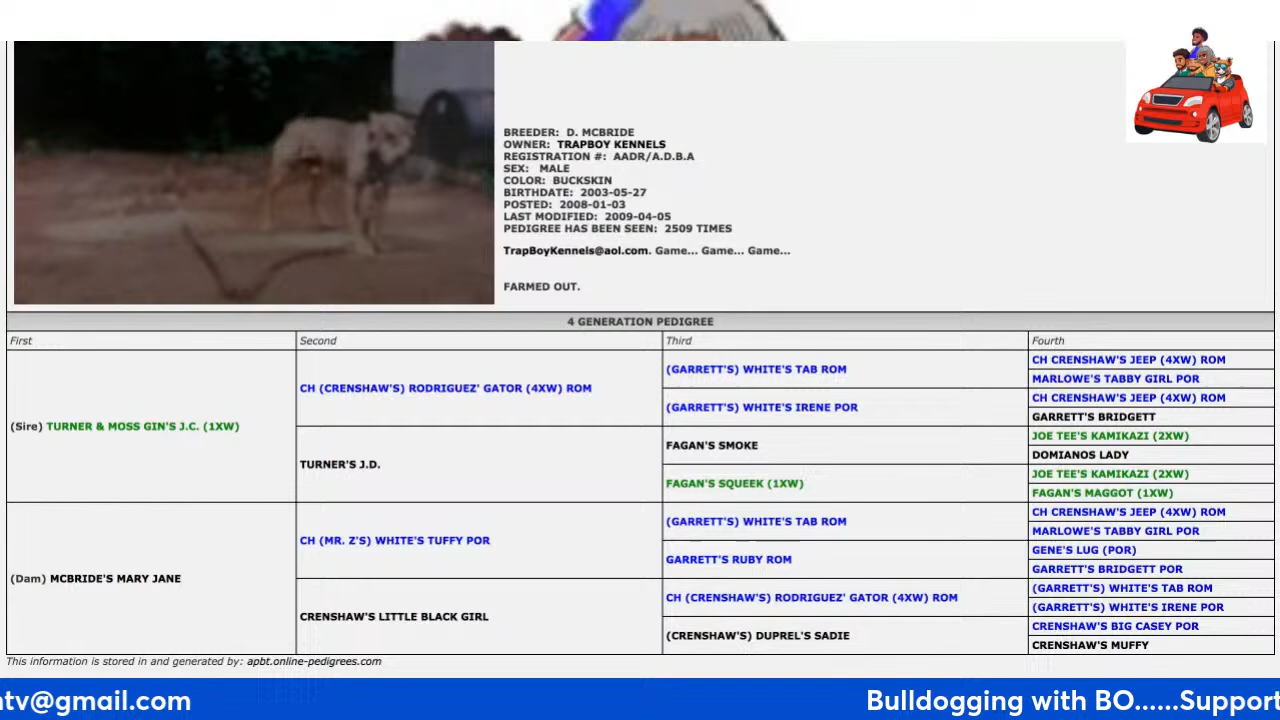 BREEDER: D. MCBRIDE
OWNER: TRAPBOY KENNELS
REGISTRATION #: AADR/A.D.B.A
SEX: MALE
COLOR: BUCKSKIN
BIRTHDATE: 2003-05-27
POSTED: 2008-01-03
LAST MODIFIED: 2009-04-05
PEDIGREE HAS BEEN SEEN: 2509 TIMES
TrapBoyKennels@aol.com. Game... Game... Game...
FARMED OUT.
4 GENERATION PEDIGREE
First
Second
Third
Fourth
(Sire) TURNER & MOSS GIN'S J.C. (1XW)
CH (CRENSHAW'S) RODRIGUEZ' GATOR (4XW) ROM
(GARRETT'S) WHITE'S TAB ROM
CH CRENSHAW'S JEEP (4XW) ROM
MARLOWE'S TABBY GIRL POR
(GARRETT'S) WHITE'S IRENE POR
CH CRENSHAW'S JEEP (4XW) ROM
GARRETT'S BRIDGETT
TURNER'S J.D.
FAGAN'S SMOKE
JOE TEE'S KAMIKAZI (2XW)
DOMIANOS LADY
FAGAN'S SQUEEK (1XW)
JOE TEE'S KAMIKAZI (2XW)
FAGAN'S MAGGOT (1XW)
(Dam) MCBRIDE'S MARY JANE
CH (MR. Z'S) WHITE'S TUFFY POR
(GARRETT'S) WHITE'S TAB ROM
CH CRENSHAW'S JEEP (4XW) ROM
MARLOWE'S TABBY GIRL POR
GARRETT'S RUBY ROM
GENE'S LUG (POR)
GARRETT'S BRIDGETT POR
CRENSHAW'S LITTLE BLACK GIRL
CH (CRENSHAW'S) RODRIGUEZ' GATOR (4XW) ROM
(GARRETT'S) WHITE'S TAB ROM
(GARRETT'S) WHITE'S IRENE POR
(CRENSHAW'S) DUPREL'S SADIE
CRENSHAW'S BIG CASEY POR
CRENSHAW'S MUFFY
This information is stored in and generated by: apbt.online-pedigrees.com
ntv@gmail.com
Bulldogging with BO......Support